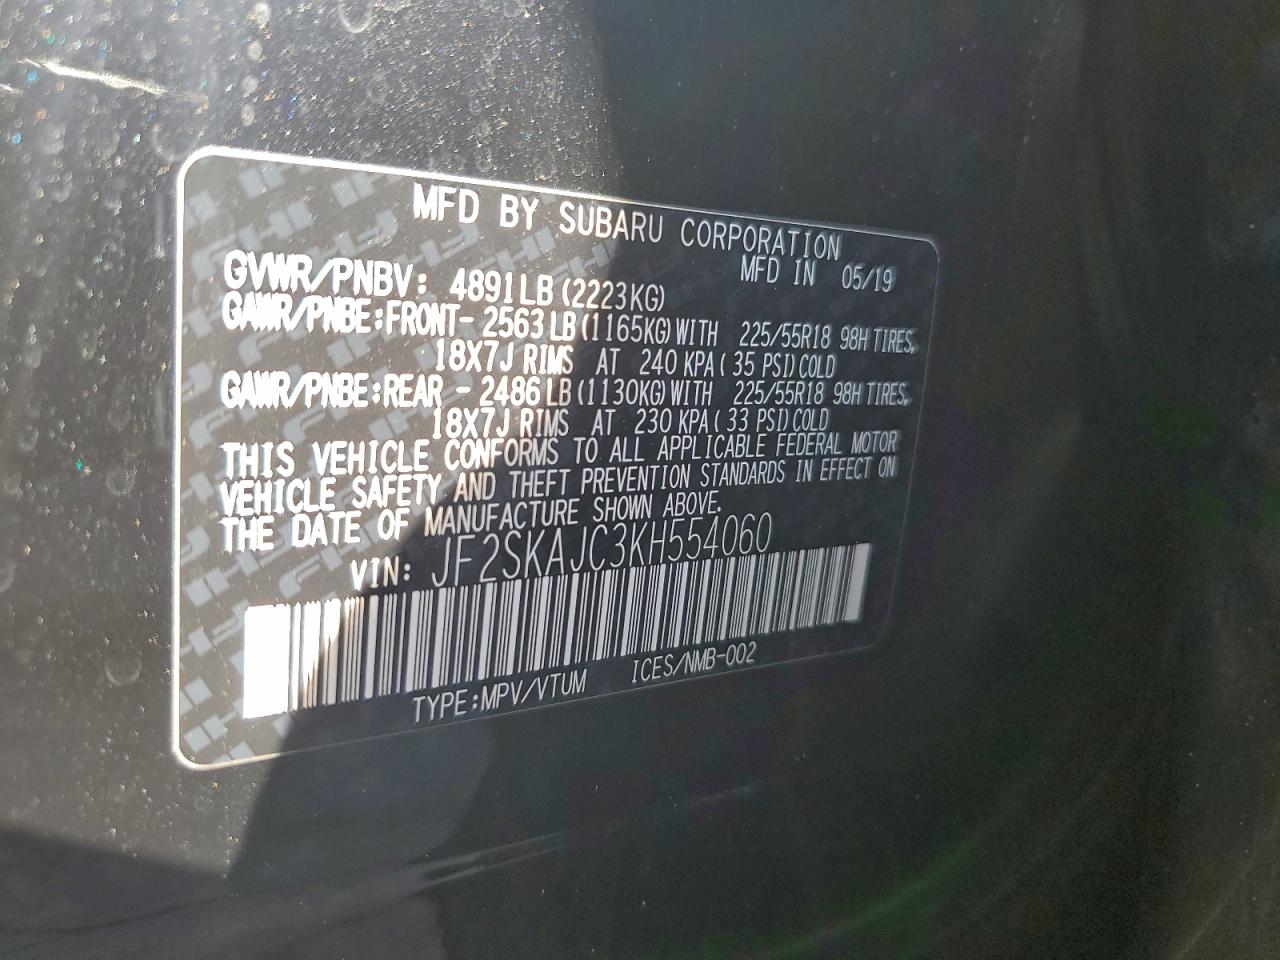 MFD BY SUBARU CORPORATION
MFD IN 05/19
GVWR/PNBV: 4891LB(2223KG)
GAWR/PNBE:FRONT- 2563LB(1165KG)WITH 225/55R18 98H TIRES,
18X7J RIMS AT 240 KPA(35 PSI)COLD
GAWR/PNBE:REAR - 2486LB(1130KG)WITH 225/55R18 98H TIRES,
18X7J RIMS AT 230 KPA(33 PSI)COLD
THIS VEHICLE CONFORMS TO ALL APPLICABLE FEDERAL MOTOR
VEHICLE SAFETY AND THEFT PREVENTION STANDARDS IN EFFECT ON
THE DATE OF MANUFACTURE SHOWN ABOVE.
VIN: JF2SKAJC3KH554060
TYPE:MPV/VTUM ICES/NMB-002